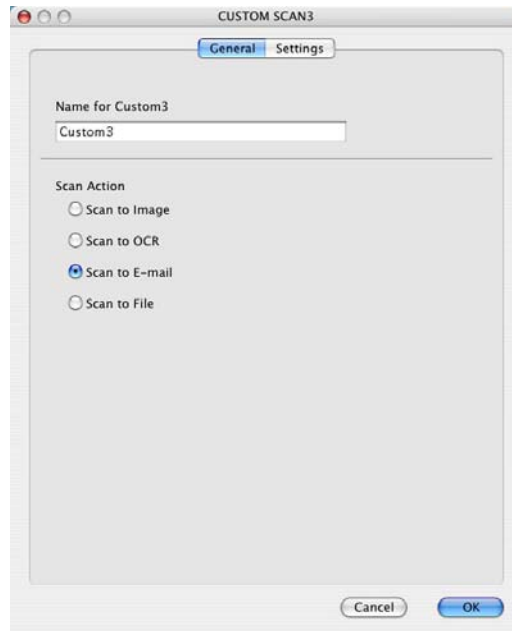 CUSTOM SCAN3
General Settings
Name for Custom3
Custom3
Scan Action
Scan to Image
Scan to OCR
Scan to E-mail
Scan to File
Cancel OK